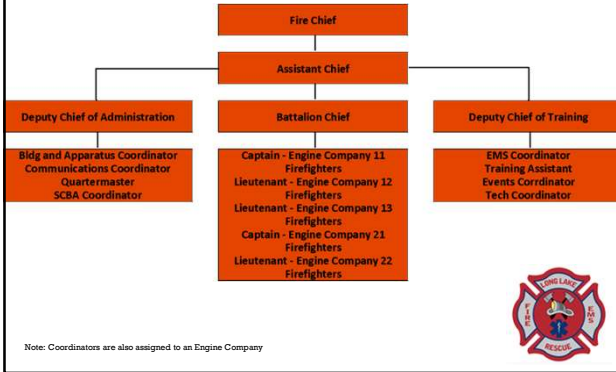 Fire Chief
Assistant Chief
Deputy Chief of Administration
Battalion Chief
Deputy Chief of Training
Bldg and Apparatus Coordinator
Communications Coordinator
Quartermaster
SCBA Coordinator
Captain - Engine Company 11
Firefighters
Lieutenant - Engine Company 12
Firefighters
Lieutenant - Engine Company 13
Firefighters
Captain - Engine Company 21
Firefighters
Lieutenant - Engine Company 22
Firefighters
EMS Coordinator
Training Assistant
Events Corrdinator
Tech Coordinator
LONG LAKE
FIRE
EMS
RESCUE
Note: Coordinators are also assigned to an Engine Company